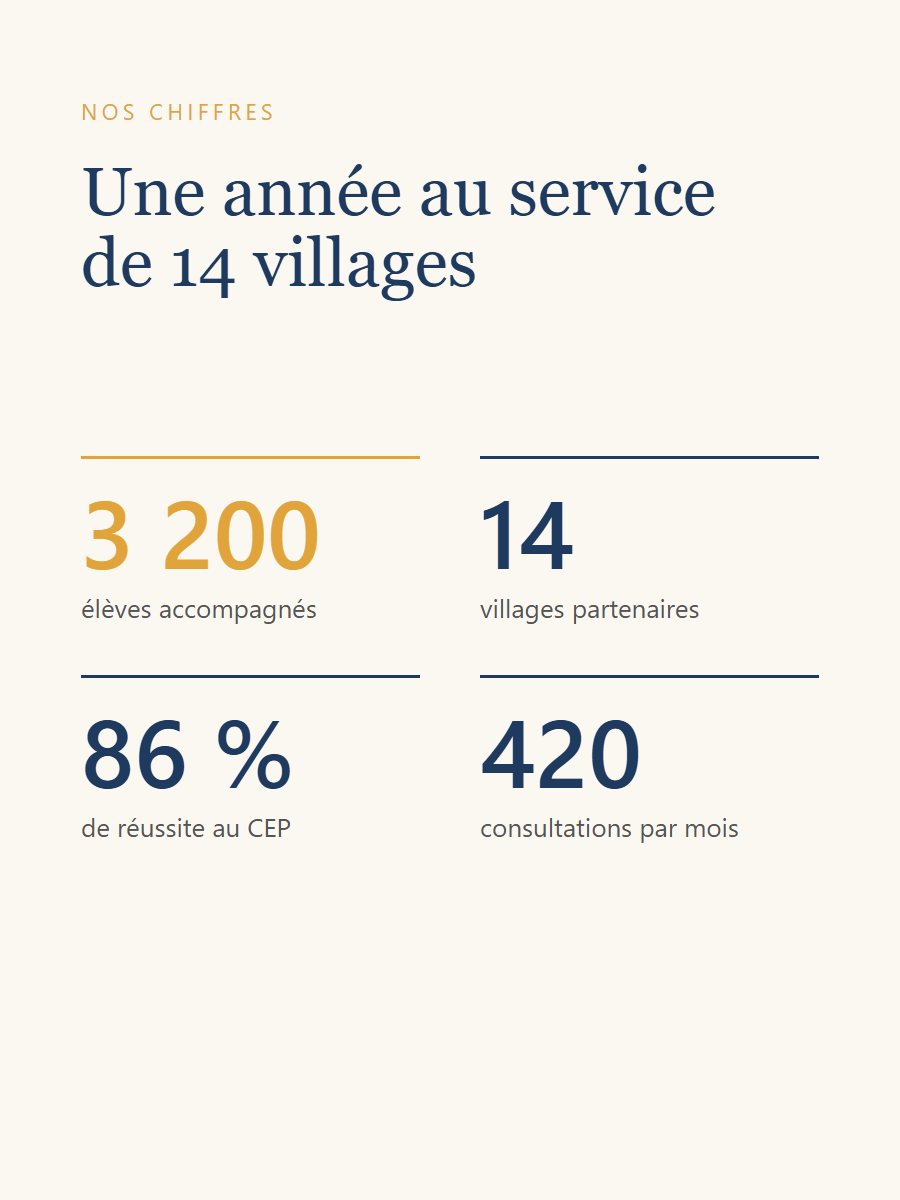 NOS CHIFFRES
Une année au service
de 14 villages
3 200
élèves accompagnés
14
villages partenaires
86 %
de réussite au CEP
420
consultations par mois